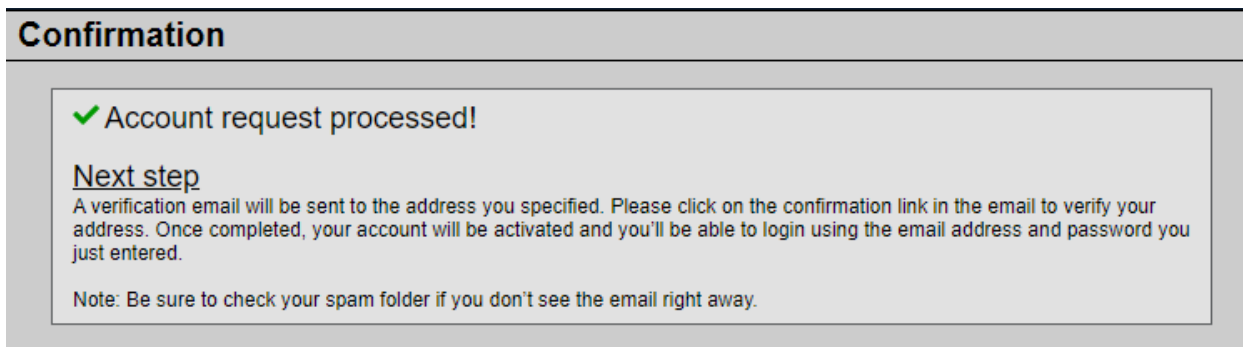 Confirmation
Account request processed!
Next step
A verification email will be sent to the address you specified. Please click on the confirmation link in the email to verify your
address. Once completed, your account will be activated and you’ll be able to login using the email address and password you
just entered.
Note: Be sure to check your spam folder if you don’t see the email right away.